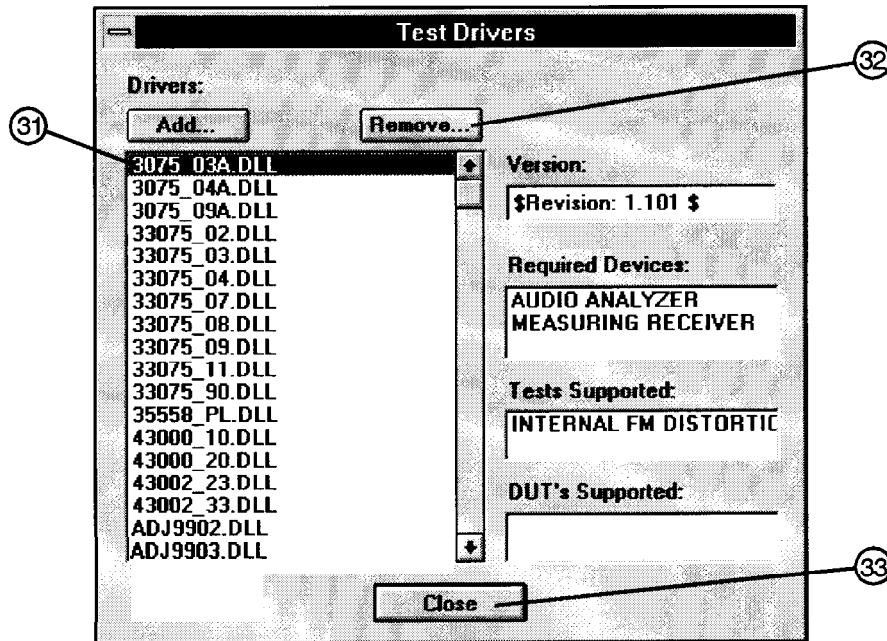 Test Drivers
32
Drivers:
31
Add...
Remove...
3075_03A.DLL
3075_04A.DLL
3075_09A.DLL
33075_02.DLL
33075_03.DLL
33075_04.DLL
33075_07.DLL
33075_08.DLL
33075_09.DLL
33075_11.DLL
33075_90.DLL
35558_PL.DLL
43000_10.DLL
43000_20.DLL
43002_23.DLL
43002_33.DLL
ADJ9902.DLL
ADJ9903.DLL
Version:
$Revision: 1.101 $
Required Devices:
AUDIO ANALYZER
MEASURING RECEIVER
Tests Supported:
INTERNAL FM DISTORTIO
DUT's Supported:
33
Close